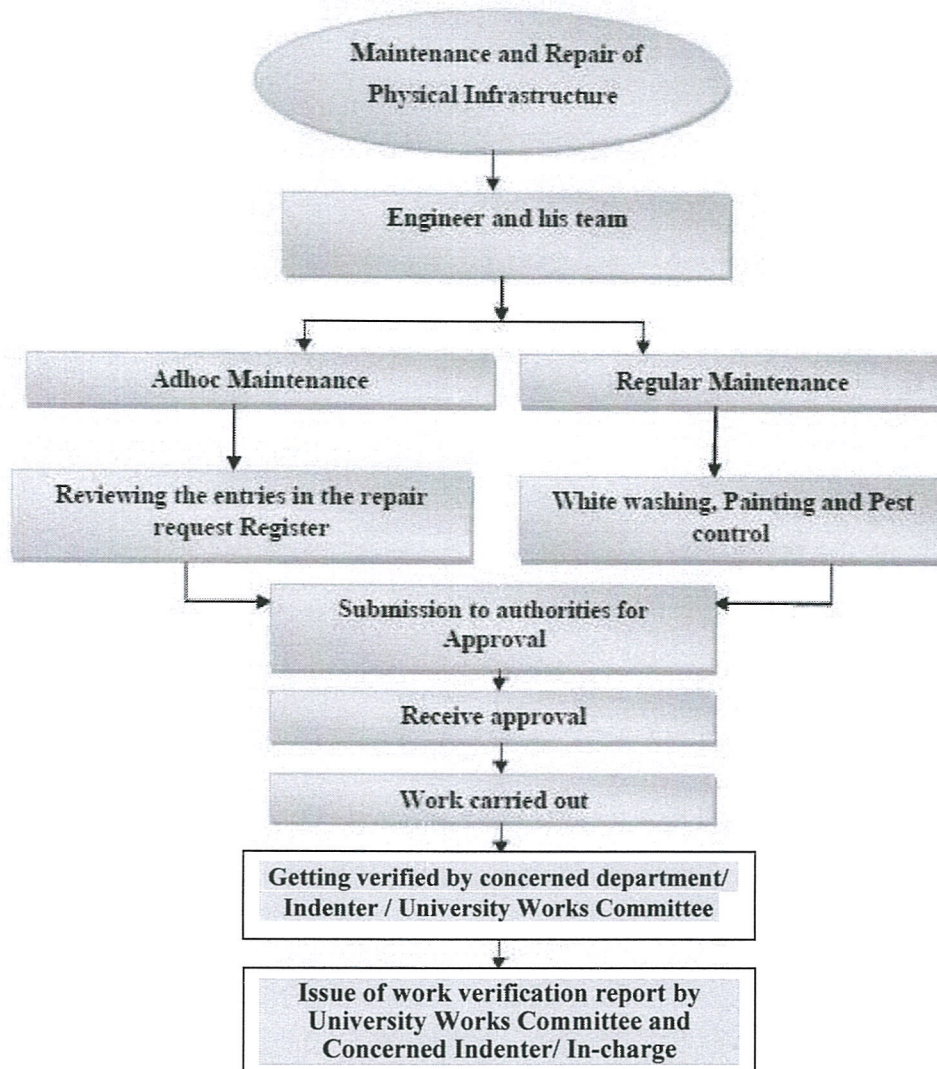 Maintenance and Repair of
Physical Infrastructure
Engineer and his team
Adhoc Maintenance
Regular Maintenance
Reviewing the entries in the repair
request Register
White washing, Painting and Pest
control
Submission to authorities for
Approval
Receive approval
Work carried out
Getting verified by concerned department/
Indenter / University Works Committee
Issue of work verification report by
University Works Committee and
Concerned Indenter/ In-charge